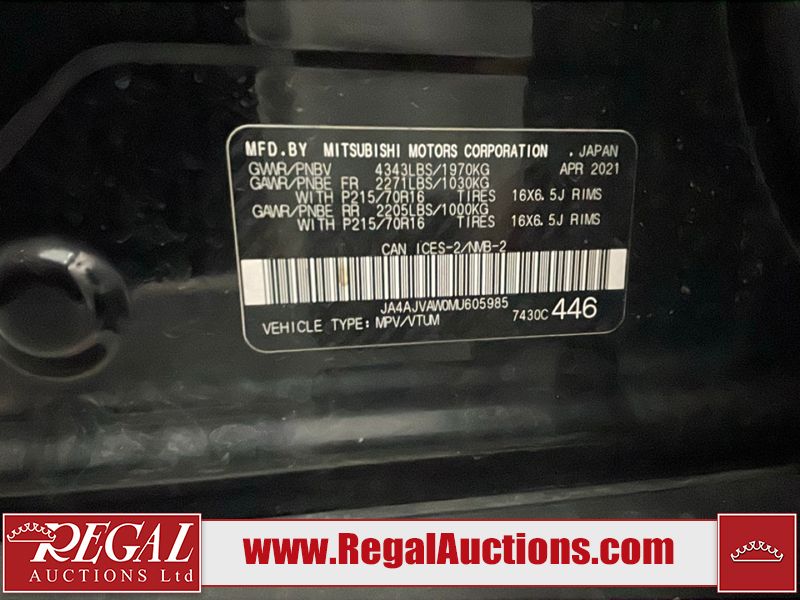 MFD.BY MITSUBISHI MOTORS CORPORATION . JAPAN
GVWR/PNBV 4343LBS/1970KG APR 2021
GAWR/PNBE FR 2271LBS/1030KG
WITH P215/70R16 TIRES 16X6.5J RIMS
GAWR/PNBE RR 2205LBS/1000KG
WITH P215/70R16 TIRES 16X6.5J RIMS
CAN ICES-2/NMB-2
JA4AJVAW0MU605985
VEHICLE TYPE: MPV/VTUM 7430C 446
REGAL
AUCTIONS Ltd
www.RegalAuctions.com